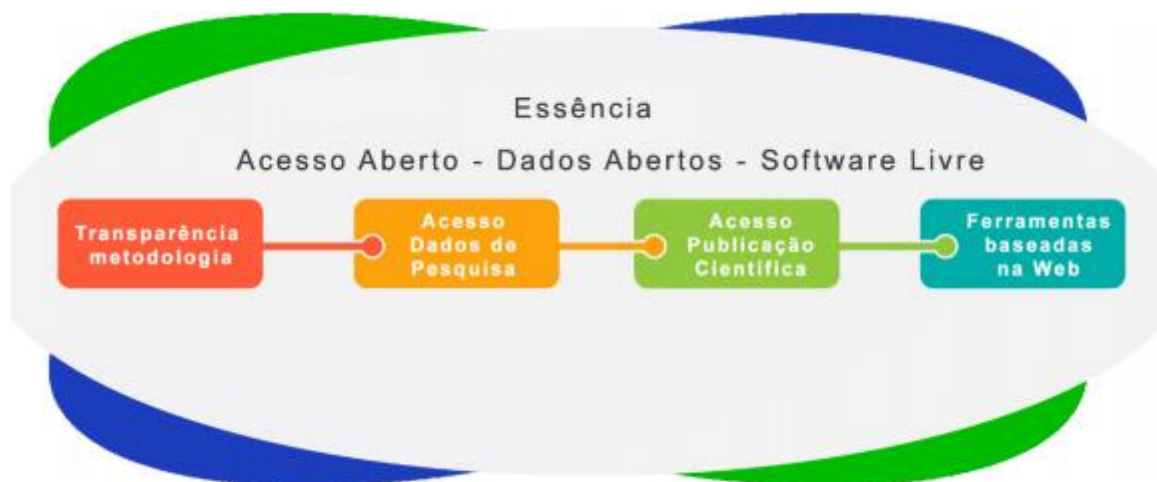 Essência
Acesso Aberto - Dados Abertos - Software Livre
Transparência
metodologia
Acesso
Dados de
Pesquisa
Acesso
Publicação
Científica
Ferramentas
baseadas
na Web